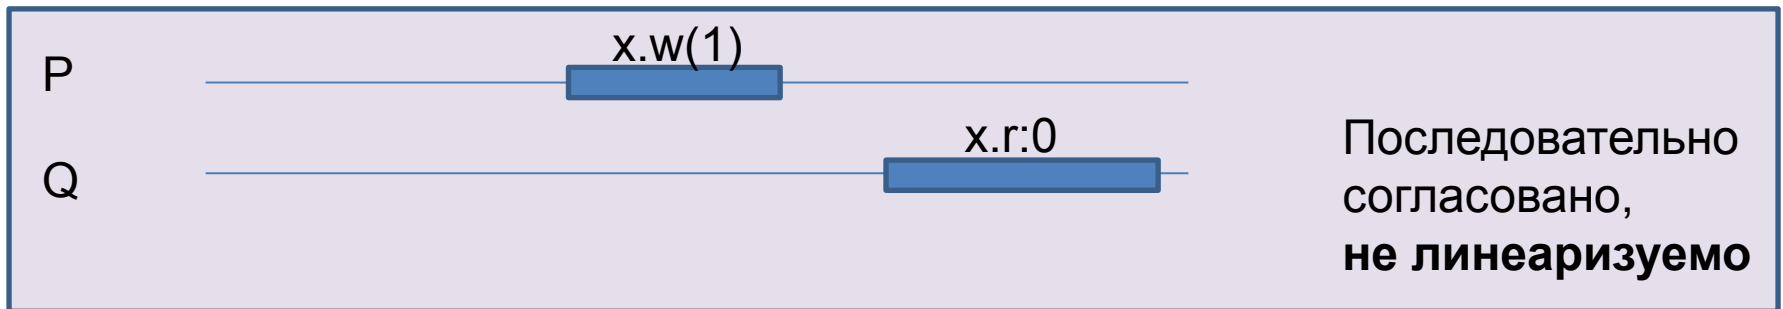 x.w(1)
P
x.r:0
Q
Последовательно
согласовано,
не линеаризуемо